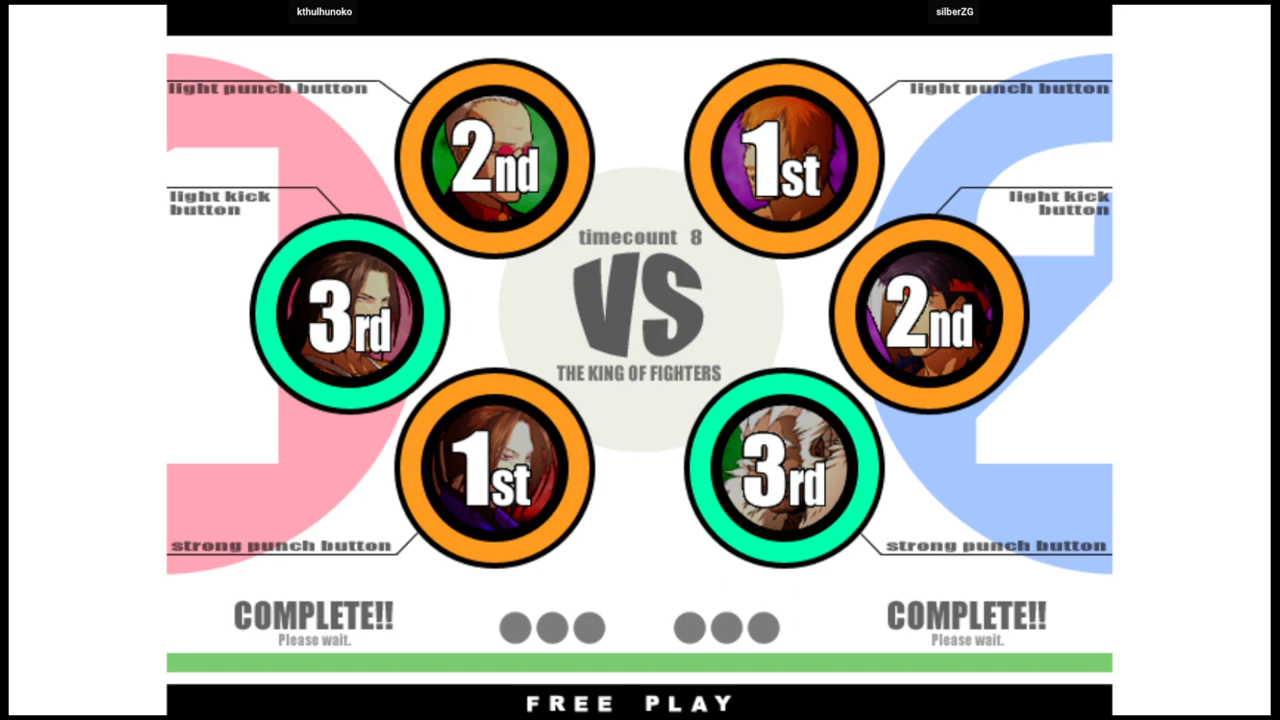 kthulhunoko
silberZG
light punch button
light punch button
2nd
1st
light kick
button
light kick
button
timecount 8
VS
THE KING OF FIGHTERS
3rd
2nd
1st
3rd
strong punch button
strong punch button
COMPLETE!!
Please wait.
COMPLETE!!
Please wait.
FREE PLAY